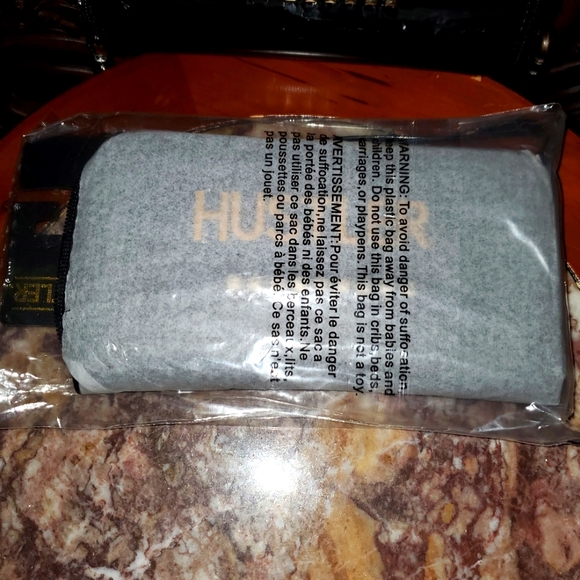 WARNING: To avoid danger of suffocation,
keep this plastic bag away from babies and
children. Do not use this bag in cribs, beds,
carriages,or playpens. This bag is not a toy.
AVERTISSEMENT:Pour éviter le danger
de suffocation,ne laissez pas ce sac a
la portée des bébés ni des enfants. Ne
pas utiliser ce sac dans les berceaux,lits,
poussettes ou parcs à bébé. Ce sac n'est
pas un jouet.
LER